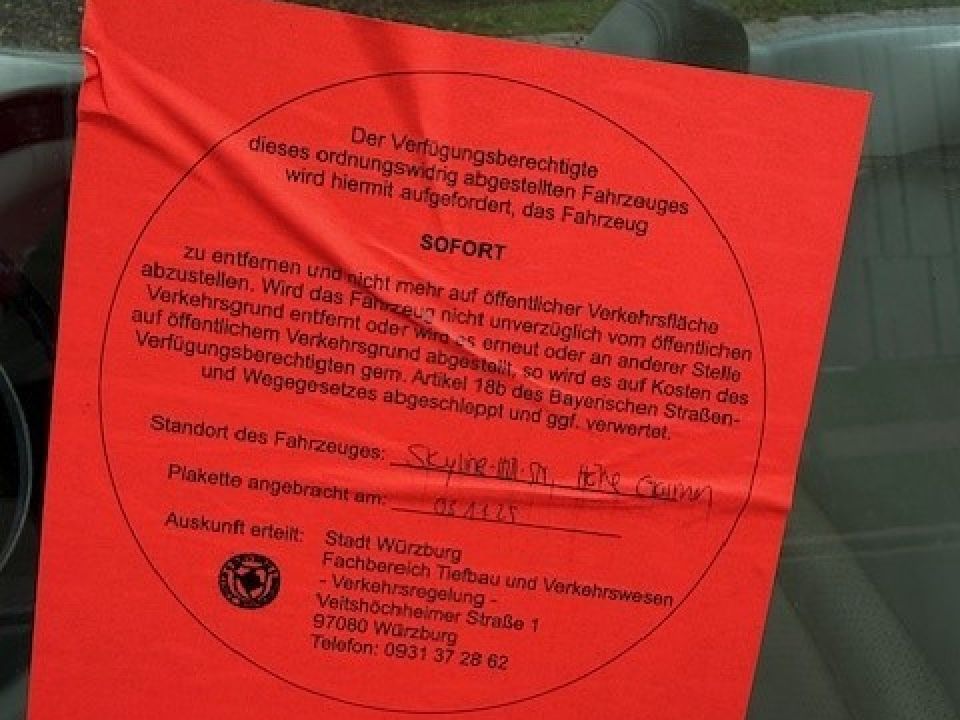 Der Verfügungsberechtigte
dieses ordnungswidrig abgestellten Fahrzeuges
wird hiermit aufgefordert, das Fahrzeug
SOFORT
zu entfernen und nicht mehr auf öffentlicher Verkehrsfläche
abzustellen. Wird das Fahrzeug nicht unverzüglich vom öffentlichen
Verkehrsgrund entfernt oder wird es erneut oder an anderer Stelle
auf öffentlichem Verkehrsgrund abgestellt, so wird es auf Kosten des
Verfügungsberechtigten gem. Artikel 18b des Bayerischen Straßen-
und Wegegesetzes abgeschleppt und ggf. verwertet.
Standort des Fahrzeuges: Skyline-Hill-Str, Höhe
Plakette angebracht am:
Auskunft erteilt: Stadt Würzburg
Fachbereich Tiefbau und Verkehrswesen
- Verkehrsregelung -
Veitshöchheimer Straße 1
97080 Würzburg
Telefon: 0931 37 28 62